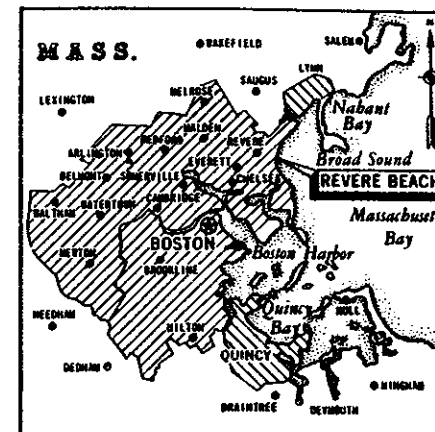 MASS.
WAKEFIELD
SALEM
N
LYNN
SAUGUS
MELROSE
LEXINGTON
Nahant
Bay
MALDEN
MEDFORD
REVERE
ARLINGTON
EVERETT
Broad Sound
BELMONT
SOMERVILLE
CHELSEA
REVERE BEACH
WALTHAM
WATERTOWN
CAMBRIDGE
Massachuset
Bay
BOSTON
Boston Harbor
NEWTON
BROOKLINE
Quincy
Bay
HULL
NEEDHAM
MILTON
QUINCY
DEDHAM
HINGHAM
BRAINTREE
WEYMOUTH